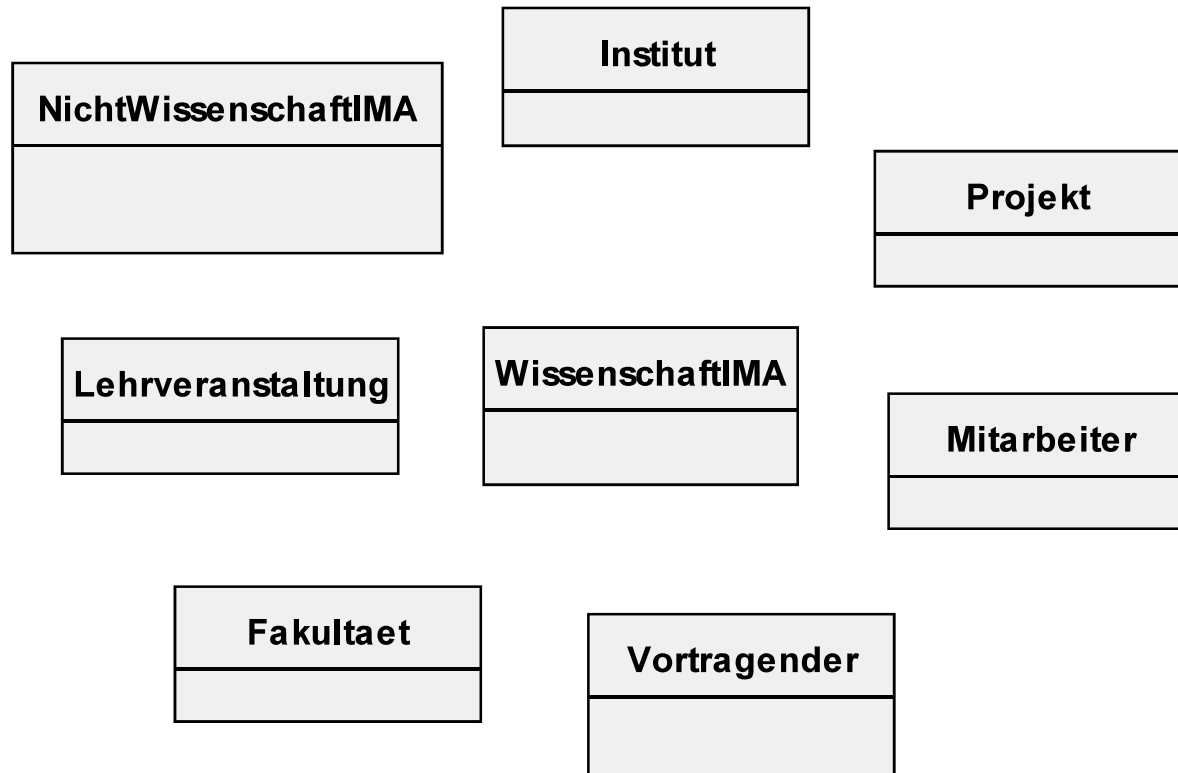 Institut
NichtWissenschaftlMA
Projekt
Lehrveranstaltung
WissenschaftlMA
Mitarbeiter
Fakultaet
Vortragender